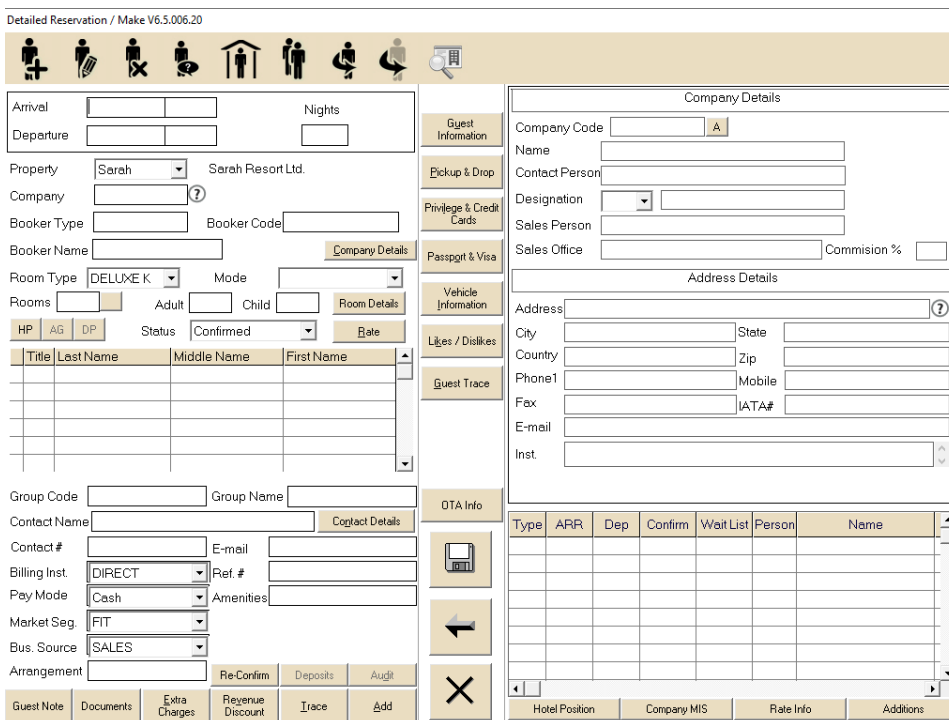 Detailed Reservation / Make V6.5.006.20
Arrival Nights
Departure
Property Sarah Sarah Resort Ltd.
Company ?
Booker Type Booker Code
Booker Name Company Details
Room Type DELUXE K Mode
Rooms Adult Child Room Details
HP AG DP Status Confirmed Rate
Title Last Name Middle Name First Name
Group Code Group Name
Contact Name Contact Details
Contact # E-mail
Billing Inst. DIRECT Ref. #
Pay Mode Cash Amenities
Market Seg. FIT
Bus. Source SALES
Arrangement Re-Confirm Deposits Audit
Guest Note Documents Extra Charges Revenue Discount Trace Add
Guest Information
Pickup & Drop
Privilege & Credit Cards
Passport & Visa
Vehicle Information
Likes / Dislikes
Guest Trace
OTA Info
Company Details
Company Code A
Name
Contact Person
Designation
Sales Person
Sales Office Commision %
Address Details
Address ?
City State
Country Zip
Phone1 Mobile
Fax IATA#
E-mail
Inst.
Type ARR Dep Confirm Wait List Person Name
Hotel Position Company MIS Rate Info Additions